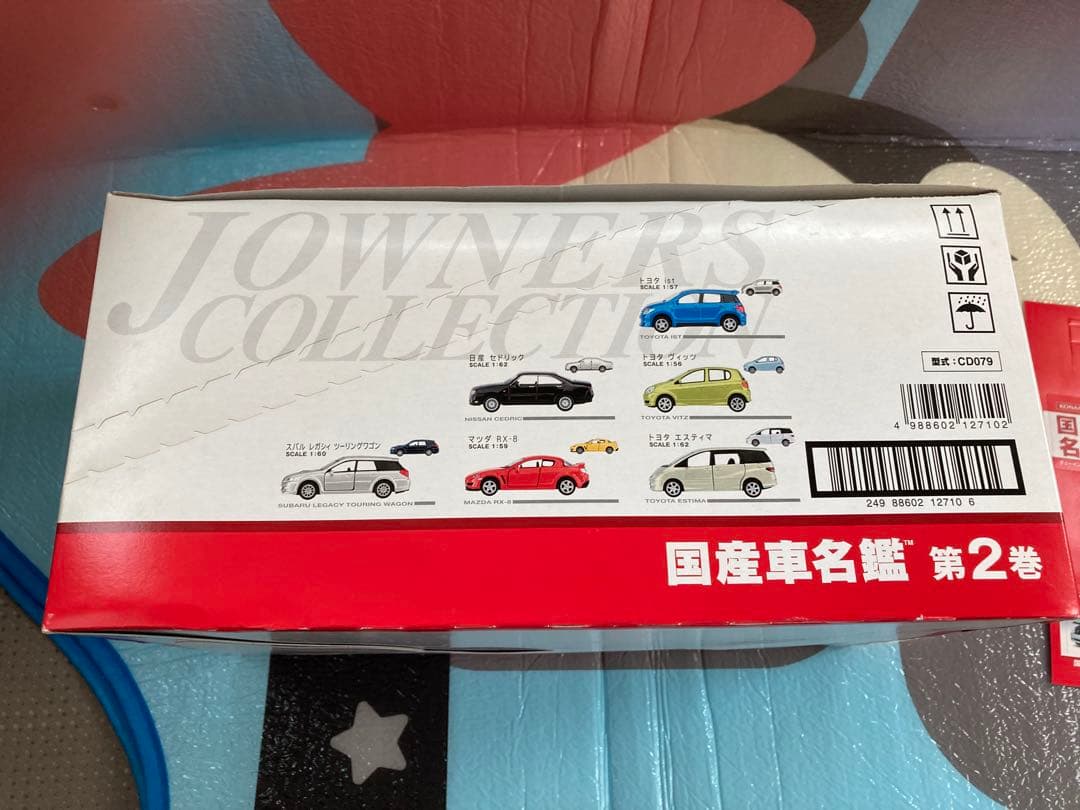 JOWNERS
COLLECTION
トヨタ ist
SCALE 1:57
TOYOTA IST
日産 セドリック
SCALE 1:62
NISSAN CEDRIC
トヨタ ヴィッツ
SCALE 1:56
TOYOTA VITZ
スバル レガシィ ツーリングワゴン
SCALE 1:60
SUBARU LEGACY TOURING WAGON
マツダ RX-8
SCALE 1:59
MAZDA RX-8
トヨタ エスティマ
SCALE 1:62
TOYOTA ESTIMA
型式:CD079
4 988602 127102
249 88602 12710 6
国産車名鑑™ 第2巻
KONAMI
国
名